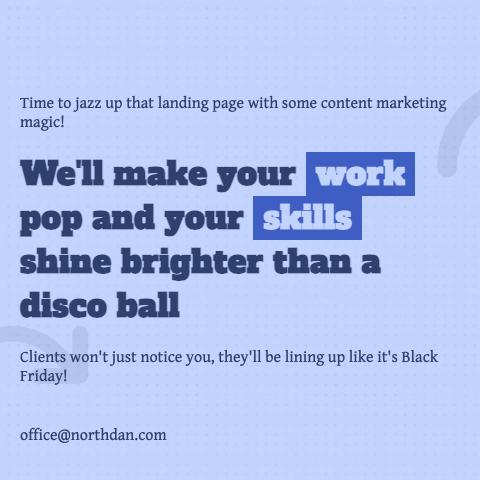 Time to jazz up that landing page with some content marketing
magic!
We'll make your work
pop and your skills
shine brighter than a
disco ball
Clients won't just notice you, they'll be lining up like it's Black
Friday!
office@northdan.com